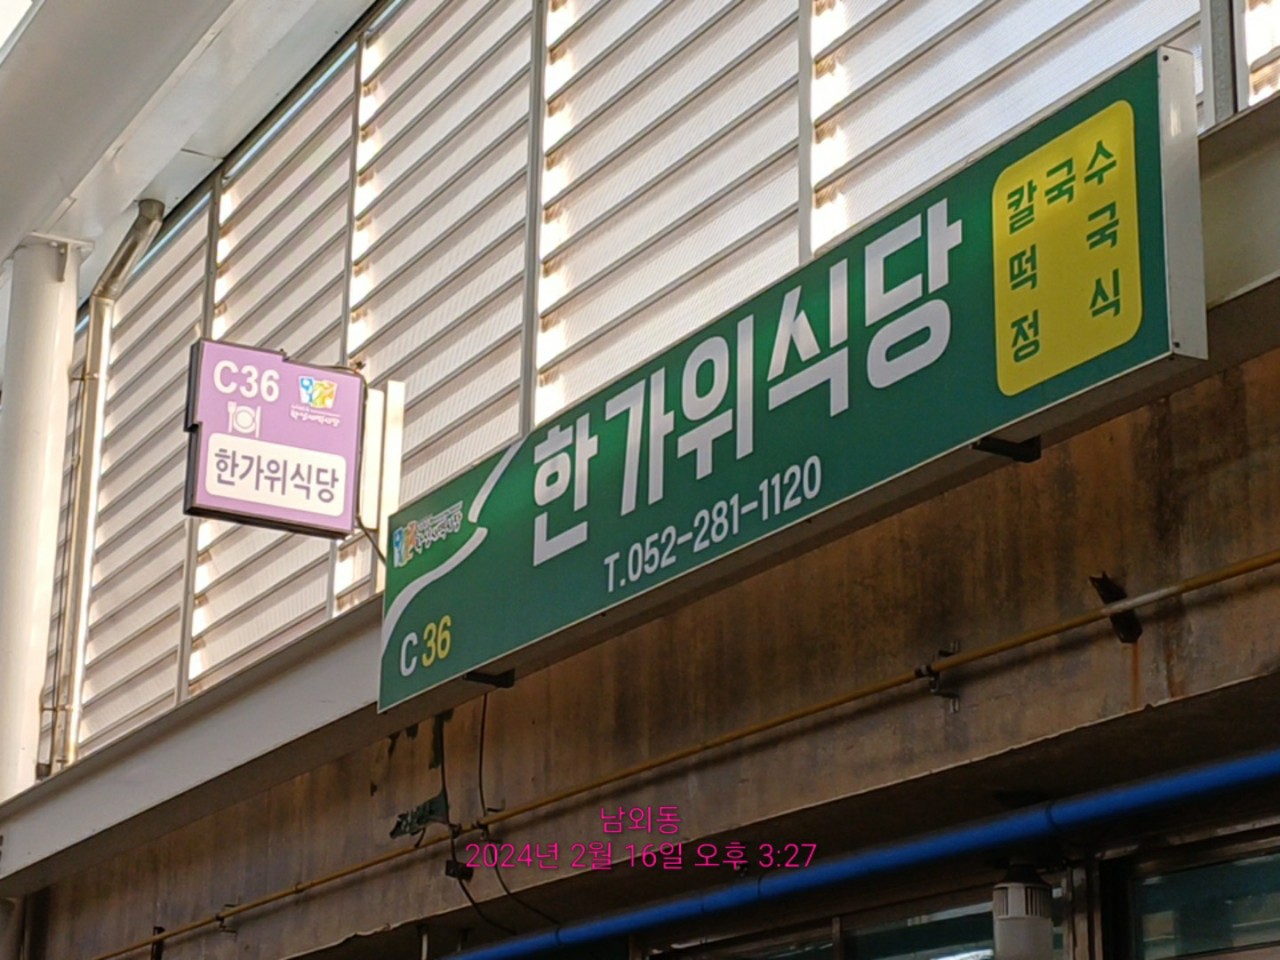 C36
한가위식당
한가위식당
T.052-281-1120
C 36
칼국수
떡 국
정 식
남외동
2024년 2월 16일 오후 3:27